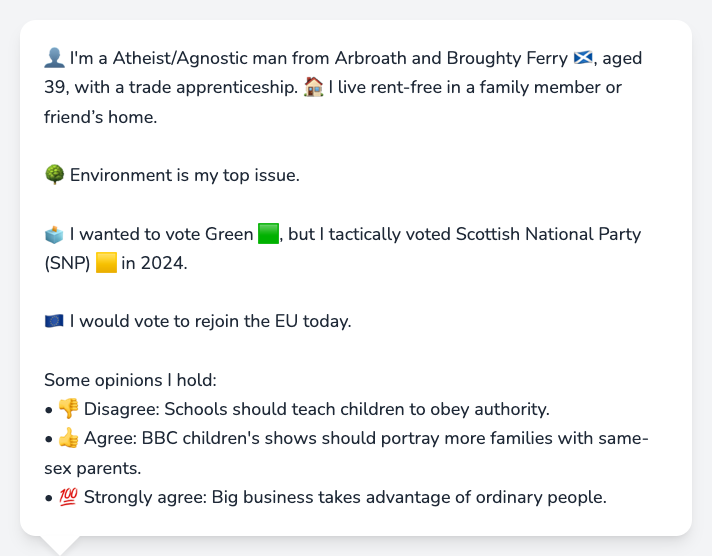 👤 I'm a Atheist/Agnostic man from Arbroath and Broughty Ferry 🏴󠁧󠁢󠁳󠁣󠁴󠁿, aged
39, with a trade apprenticeship. 🏠 I live rent-free in a family member or
friend’s home.
🌳 Environment is my top issue.
🗳️ I wanted to vote Green 🟩, but I tactically voted Scottish National Party
(SNP) 🟨 in 2024.
🇪🇺 I would vote to rejoin the EU today.
Some opinions I hold:
• 👎 Disagree: Schools should teach children to obey authority.
• 👍 Agree: BBC children's shows should portray more families with same-
sex parents.
• 💯 Strongly agree: Big business takes advantage of ordinary people.